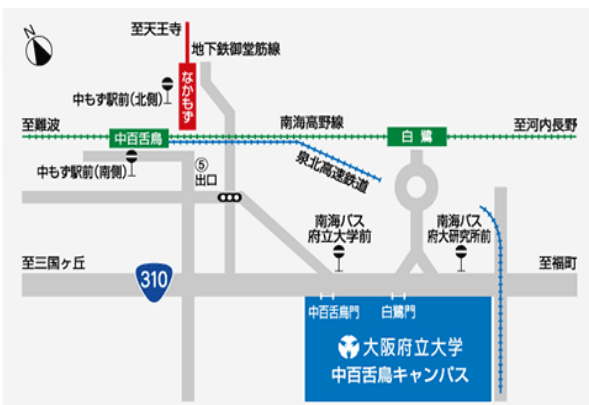 至天王寺
地下鉄御堂筋線
なかもず
中もず駅前(北側)
至難波
中百舌鳥
南海高野線
白鷺
至河内長野
中もず駅前(南側)
⑤
出口
泉北高速鉄道
南海バス
府立大学前
南海バス
府大研究所前
至三国ヶ丘
310
至福町
中百舌鳥門
白鷺門
大阪府立大学
中百舌鳥キャンパス